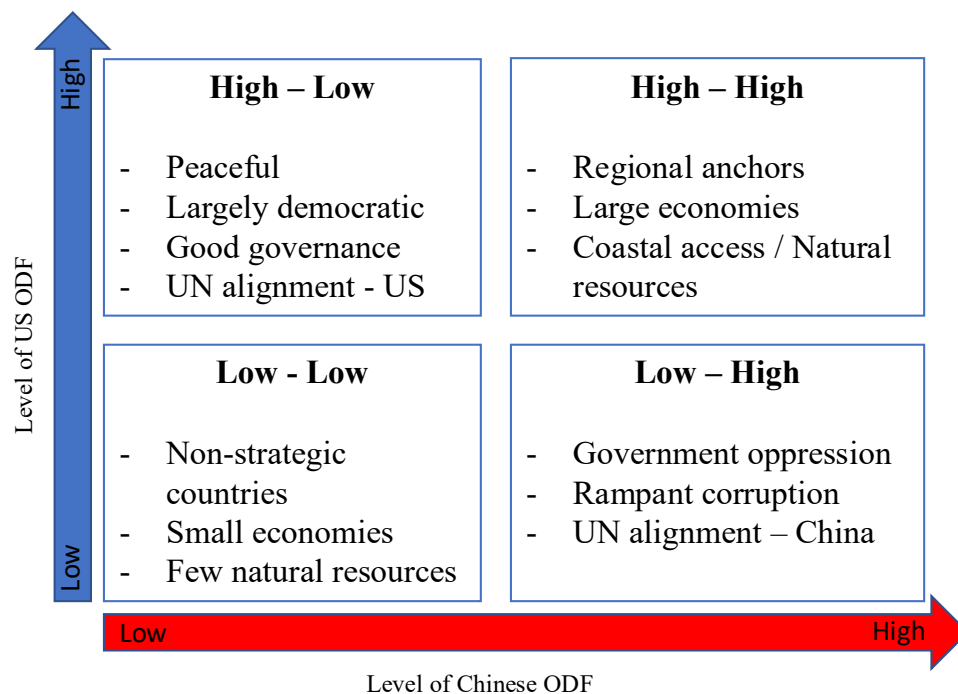 High
Level of US ODF
Low
High – Low
- Peaceful
- Largely democratic
- Good governance
- UN alignment - US
High – High
- Regional anchors
- Large economies
- Coastal access / Natural
resources
Low - Low
- Non-strategic
countries
- Small economies
- Few natural resources
Low – High
- Government oppression
- Rampant corruption
- UN alignment – China
Low
High
Level of Chinese ODF